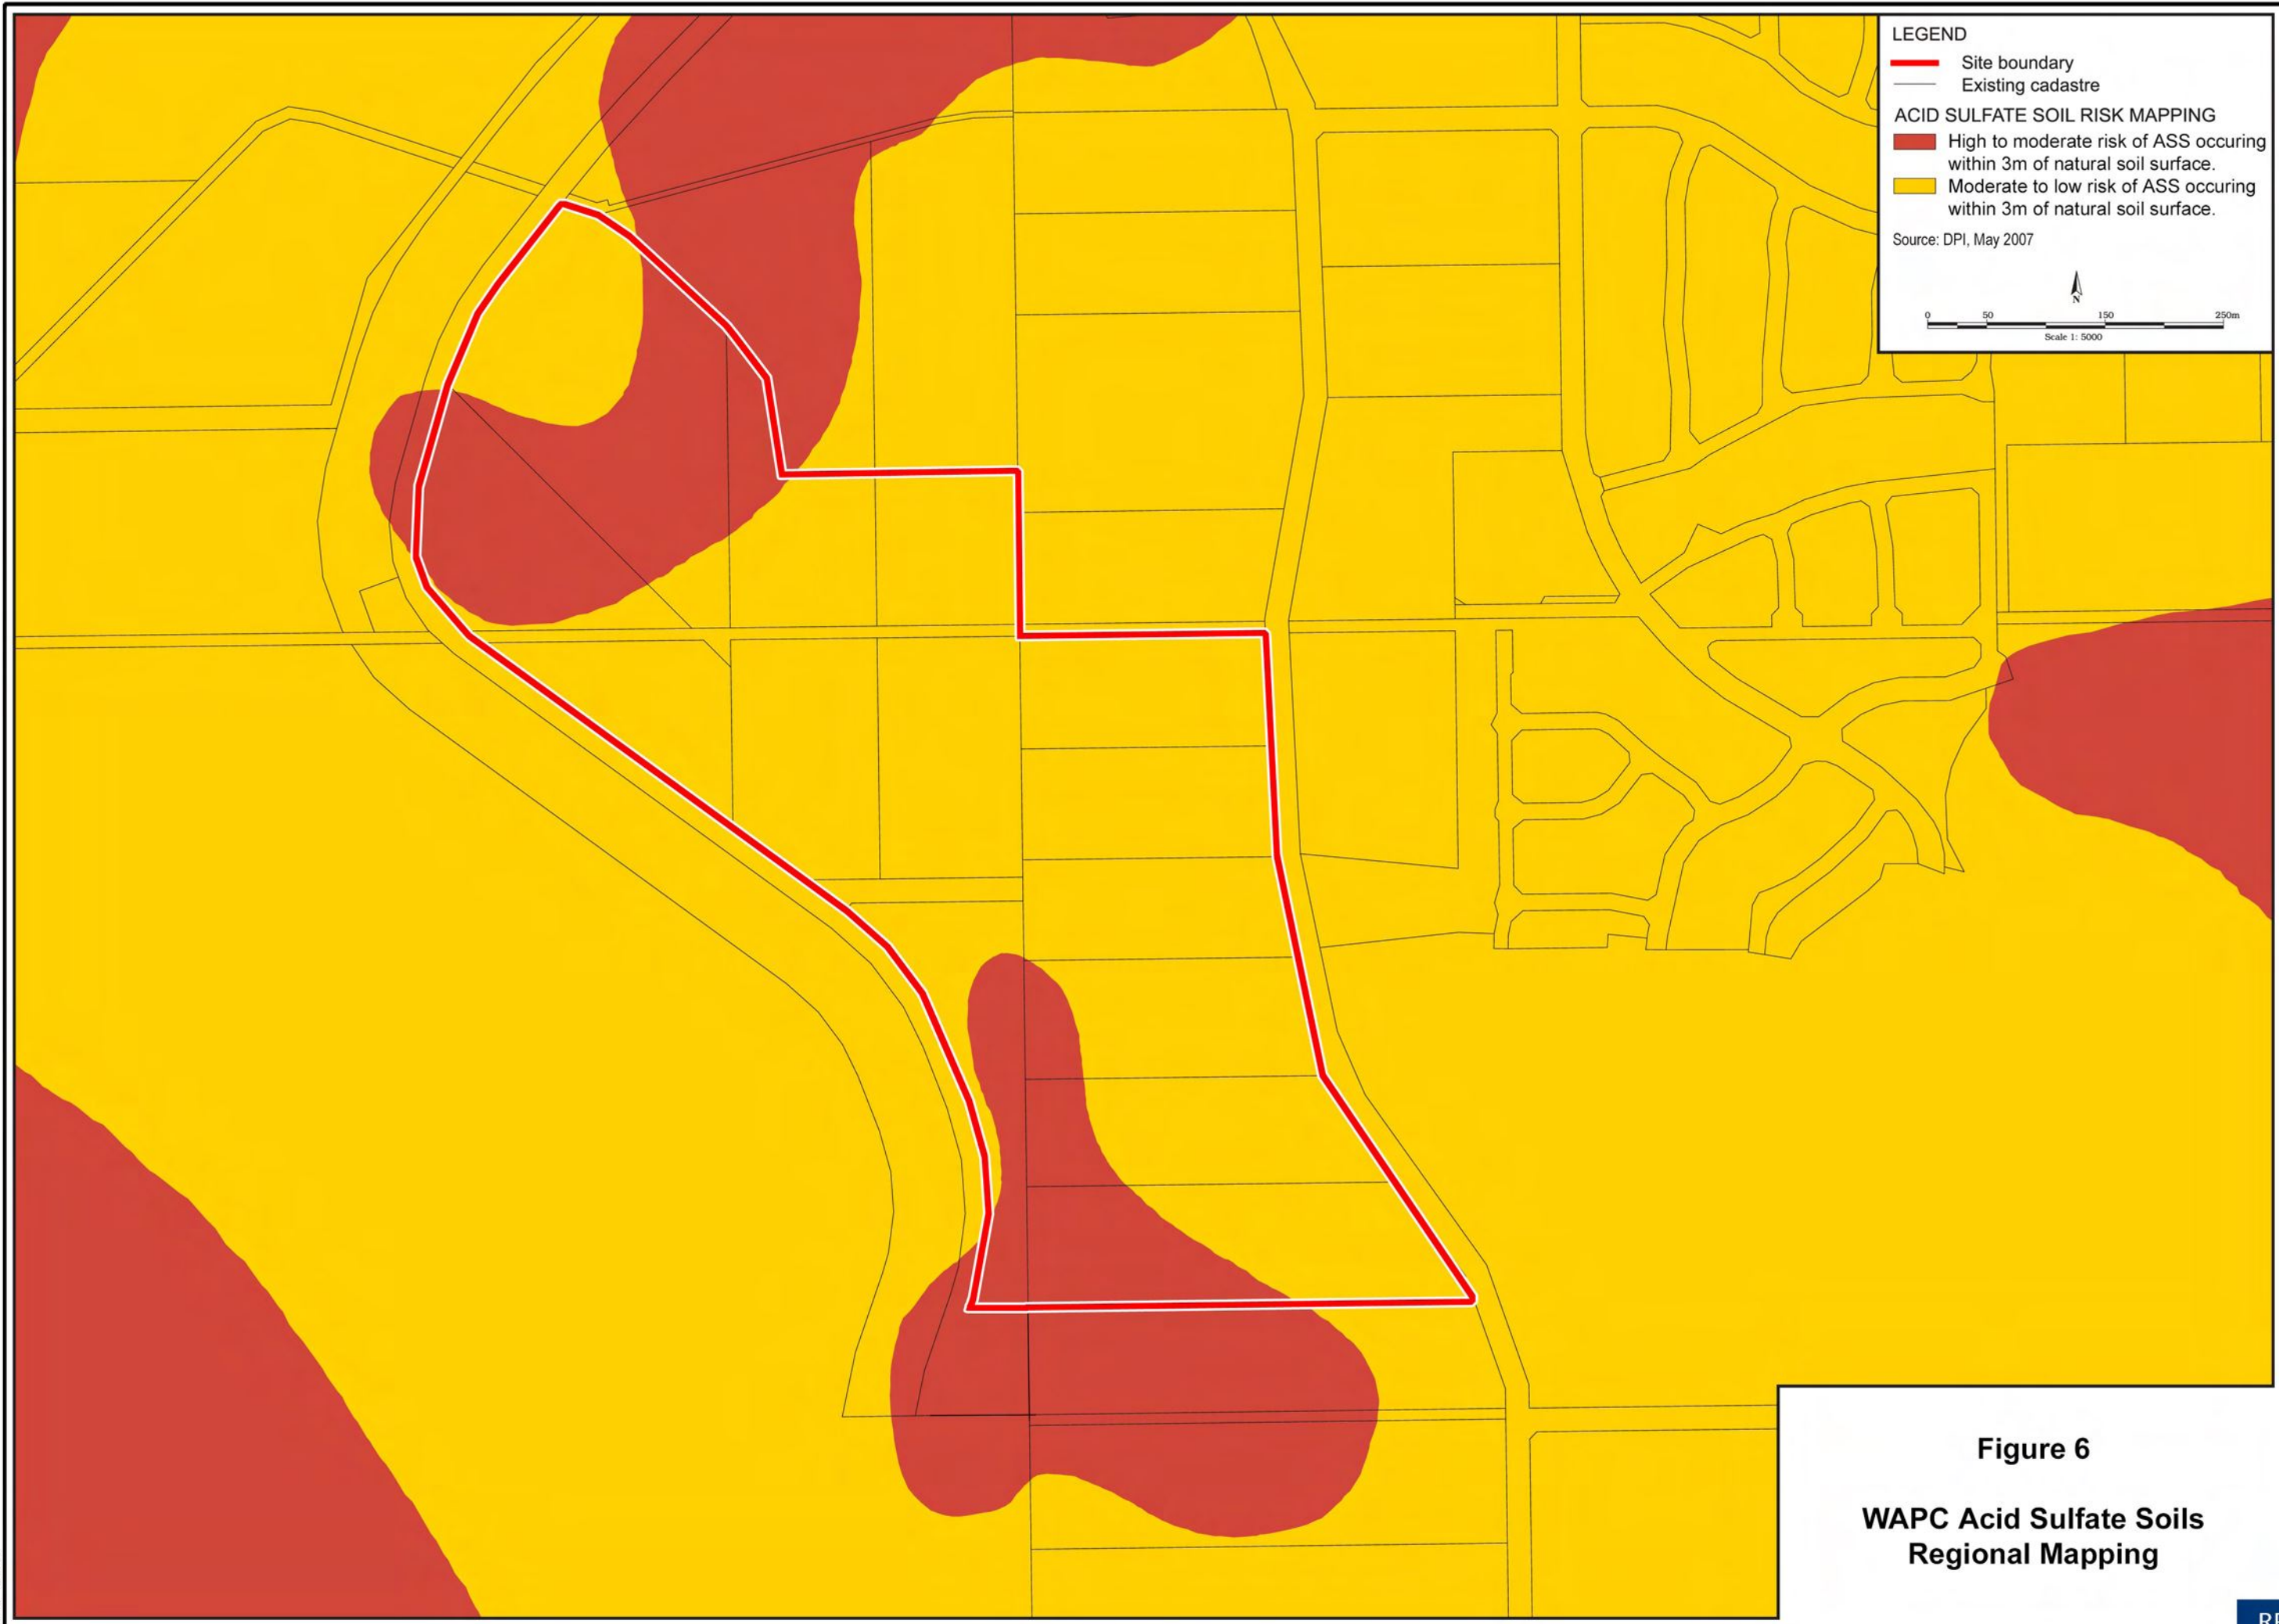 LEGEND
Site boundary
Existing cadastre
ACID SULFATE SOIL RISK MAPPING
High to moderate risk of ASS occuring
within 3m of natural soil surface.
Moderate to low risk of ASS occuring
within 3m of natural soil surface.
Source: DPI, May 2007
N
0 50 150 250m
Scale 1: 5000
Figure 6
WAPC Acid Sulfate Soils
Regional Mapping